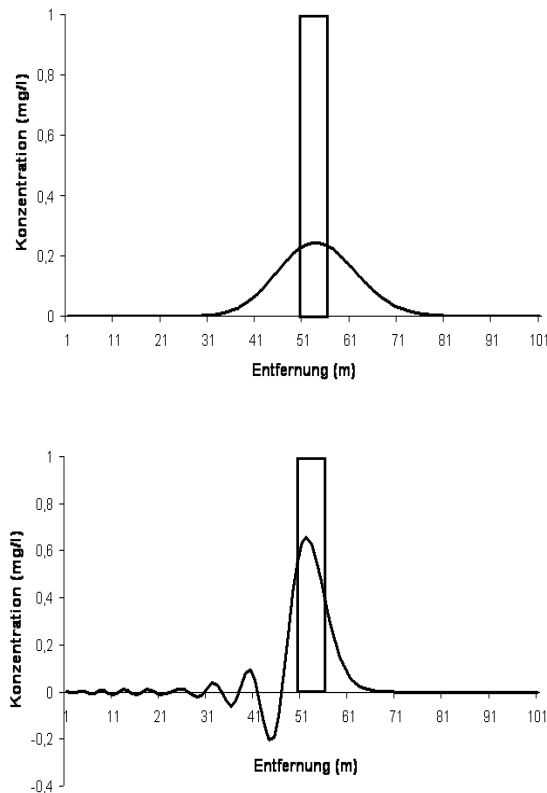 Konzentration (mg/l)
1
0,8
0,6
0,4
0,2
0
1 11 21 31 41 51 61 71 81 91 101
Entfernung (m)
Konzentration (mg/l)
1
0,8
0,6
0,4
0,2
0
-0,2
-0,4
1 11 21 31 41 51 61 71 81 91 101
Entfernung (m)